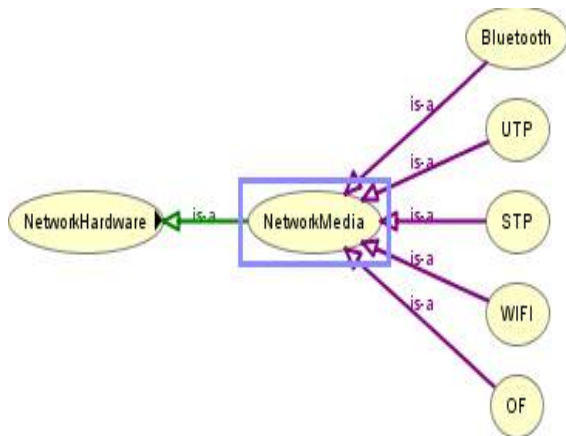 Bluetooth
is-a
UTP
is-a
NetworkHardware
is-a
NetworkMedia
is-a
STP
is-a
WIFI
is-a
OF